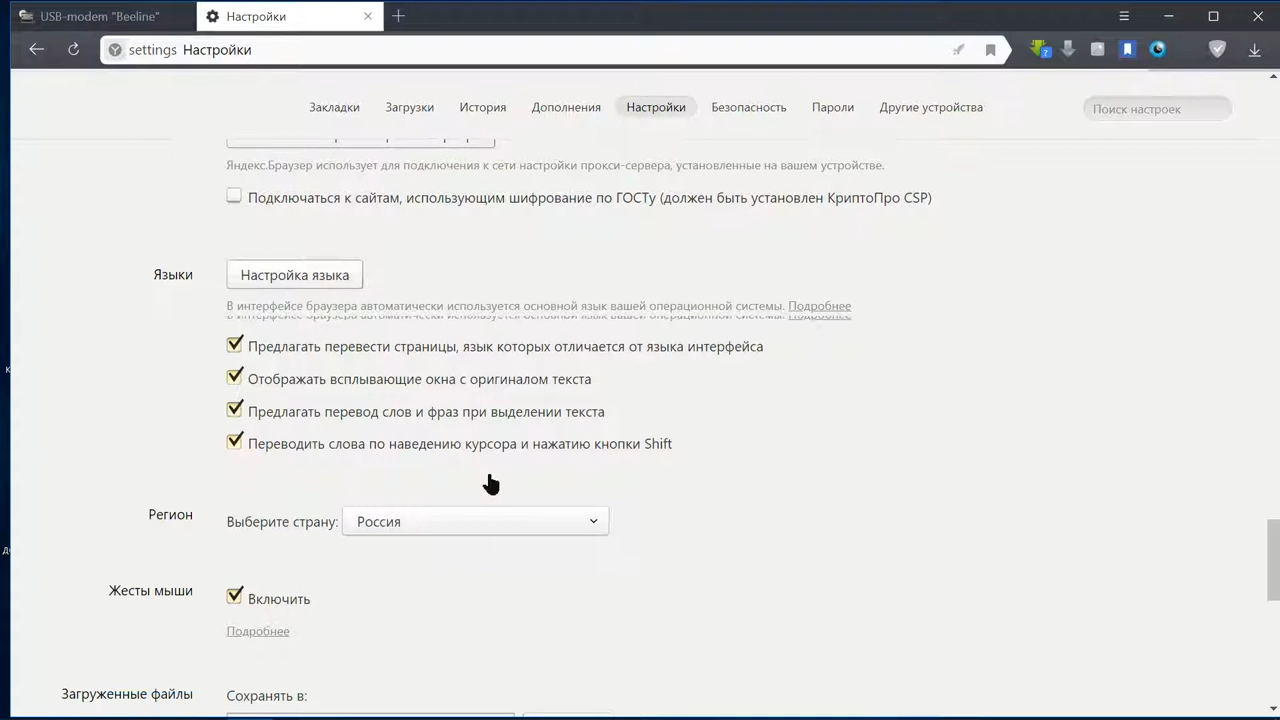 USB-modem "Beeline"
Настройки
settings Настройки
Закладки Загрузки История Дополнения Настройки Безопасность Пароли Другие устройства Поиск настроек
Яндекс.Браузер использует для подключения к сети настройки прокси-сервера, установленные на вашем устройстве.
Подключаться к сайтам, использующим шифрование по ГОСТу (должен быть установлен КриптоПро CSP)
Языки Настройка языка
В интерфейсе браузера автоматически используется основной язык вашей операционной системы. Подробнее
Предлагать перевести страницы, язык которых отличается от языка интерфейса
Отображать всплывающие окна с оригиналом текста
Предлагать перевод слов и фраз при выделении текста
Переводить слова по наведению курсора и нажатию кнопки Shift
Регион Выберите страну: Россия
Жесты мыши Включить
Подробнее
Загруженные файлы Сохранять в: